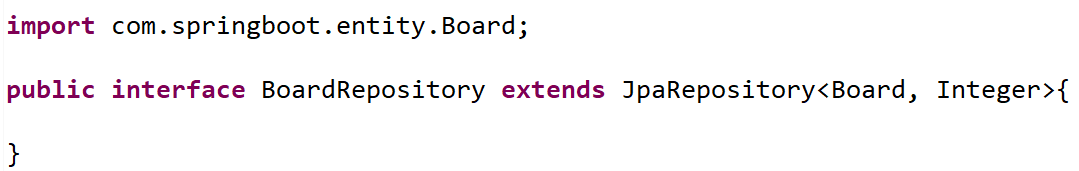 import com.springboot.entity.Board;
public interface BoardRepository extends JpaRepository<Board, Integer>{
}